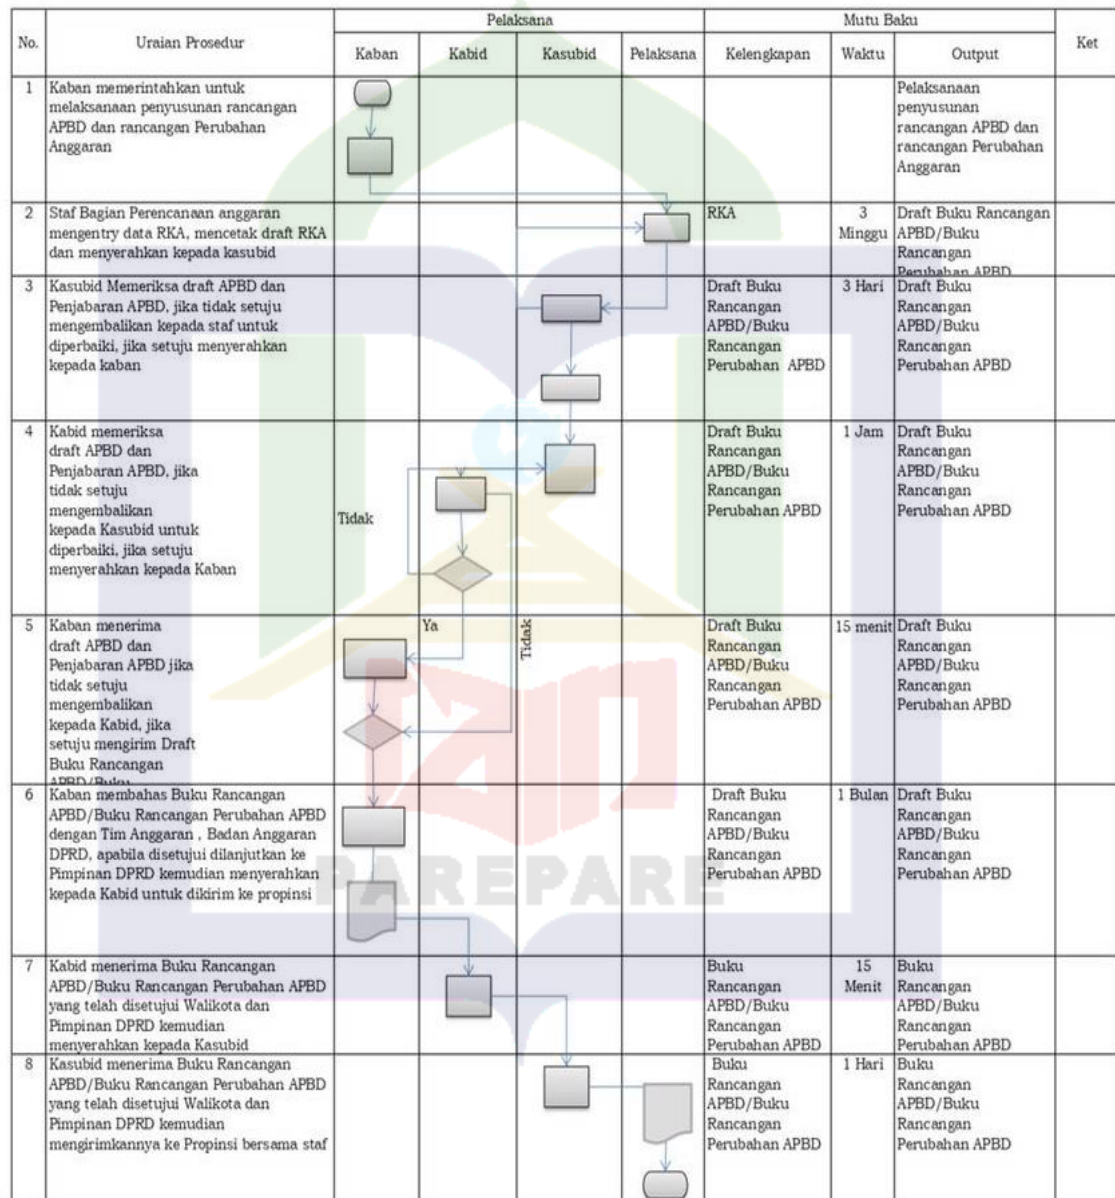 No.
Uraian Prosedur
Pelaksana
Mutu Baku
Ket
Kaban
Kabid
Kasubid
Pelaksana
Kelengkapan
Waktu
Output
1
Kaban memerintahkan untuk
melaksanaan penyusunan rancangan
APBD dan rancangan Perubahan
Anggaran
Pelaksanaan
penyusunan
rancangan APBD dan
rancangan Perubahan
Anggaran
2
Staf Bagian Perencanaan anggaran
mengentry data RKA, mencetak draft RKA
dan menyerahkan kepada kasubid
RKA
3
Minggu
Draft Buku Rancangan
APBD/Buku
Rancangan
Perubahan APBD
3
Kasubid Memeriksa draft APBD dan
Penjabaran APBD, jika tidak setuju
mengembalikan kepada staf untuk
diperbaiki, jika setuju menyerahkan
kepada kaban
Draft Buku
Rancangan
APBD/Buku
Rancangan
Perubahan APBD
3 Hari
Draft Buku
Rancangan
APBD/Buku
Rancangan
Perubahan APBD
4
Kabid memeriksa
draft APBD dan
Penjabaran APBD, jika
tidak setuju
mengembalikan
kepada Kasubid untuk
diperbaiki, jika setuju
menyerahkan kepada Kaban
Tidak
Draft Buku
Rancangan
APBD/Buku
Rancangan
Perubahan APBD
1 Jam
Draft Buku
Rancangan
APBD/Buku
Rancangan
Perubahan APBD
5
Kaban menerima
draft APBD dan
Penjabaran APBD jika
tidak setuju
mengembalikan
kepada Kabid, jika
setuju mengirim Draft
Buku Rancangan
APBD/Buku
Ya
Tidak
Draft Buku
Rancangan
APBD/Buku
Rancangan
Perubahan APBD
15 menit
Draft Buku
Rancangan
APBD/Buku
Rancangan
Perubahan APBD
6
Kaban membahas Buku Rancangan
APBD/Buku Rancangan Perubahan APBD
dengan Tim Anggaran , Badan Anggaran
DPRD, apabila disetujui dilanjutkan ke
Pimpinan DPRD kemudian menyerahkan
kepada Kabid untuk dikirim ke propinsi
Draft Buku
Rancangan
APBD/Buku
Rancangan
Perubahan APBD
1 Bulan
Draft Buku
Rancangan
APBD/Buku
Rancangan
Perubahan APBD
PAREPARE
7
Kabid menerima Buku Rancangan
APBD/Buku Rancangan Perubahan APBD
yang telah disetujui Walikota dan
Pimpinan DPRD kemudian
menyerahkan kepada Kasubid
Buku
Rancangan
APBD/Buku
Rancangan
Perubahan APBD
15
Menit
Buku
Rancangan
APBD/Buku
Rancangan
Perubahan APBD
8
Kasubid menerima Buku Rancangan
APBD/Buku Rancangan Perubahan APBD
yang telah disetujui Walikota dan
Pimpinan DPRD kemudian
mengirimkannya ke Propinsi bersama staf
Buku
Rancangan
APBD/Buku
Rancangan
Perubahan APBD
1 Hari
Buku
Rancangan
APBD/Buku
Rancangan
Perubahan APBD